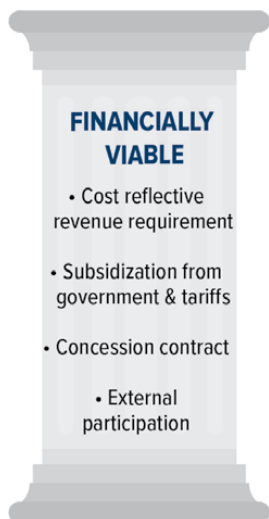 FINANCIALLY
VIABLE
• Cost reflective
revenue requirement
• Subsidization from
government & tariffs
• Concession contract
• External
participation